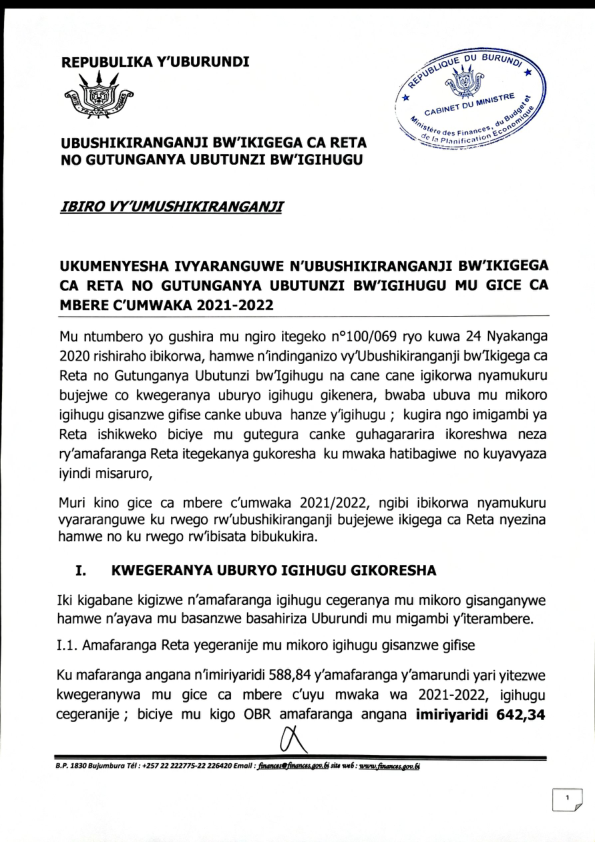 REPUBULIKA Y'UBURUNDI
REPUBLIQUE DU BURUNDI
CABINET DU MINISTRE
Ministère des Finances, du Budget et
de la Planification Economique
UBUSHIKIRANGANJI BW'IKIGEGA CA RETA
NO GUTUNGANYA UBUTUNZI BW'IGIHUGU
IBIRO VY'UMUSHIKIRANGANJI
UKUMENYESHA IVYARANGUWE N'UBUSHIKIRANGANJI BW'IKIGEGA
CA RETA NO GUTUNGANYA UBUTUNZI BW'IGIHUGU MU GICE CA
MBERE C'UMWAKA 2021-2022
Mu ntumbero yo gushira mu ngiro itegeko n°100/069 ryo kuwa 24 Nyakanga
2020 rishiraho ibikorwa, hamwe n'indinganizo vy'Ubushikiranganji bw'Ikigega ca
Reta no Gutunganya Ubutunzi bw'Igihugu na cane cane igikorwa nyamukuru
bujejwe co kwegeranya uburyo igihugu gikenera, bwaba ubuva mu mikoro
igihugu gisanzwe gifise canke ubuva hanze y'igihugu ; kugira ngo imigambi ya
Reta ishikweko biciye mu gutegura canke guhagararira ikoreshwa neza
ry'amafaranga Reta itegekanya gukoresha ku mwaka hatibagiwe no kuyavyaza
iyindi misaruro,
Muri kino gice ca mbere c'umwaka 2021/2022, ngibi ibikorwa nyamukuru
vyararanguwe ku rwego rw'ubushikiranganji bujejewe ikigega ca Reta nyezina
hamwe no ku rwego rw'ibisata bibukukira.
I. KWEGERANYA UBURYO IGIHUGU GIKORESHA
Iki kigabane kigizwe n'amafaranga igihugu cegeranya mu mikoro gisanganywe
hamwe n'ayava mu basanzwe basahiriza Uburundi mu migambi y'iterambere.
I.1. Amafaranga Reta yegeranije mu mikoro igihugu gisanzwe gifise
Ku mafaranga angana n'imiriyaridi 588,84 y'amafaranga y'amarundi yari yitezwe
kwegeranywa mu gice ca mbere c'uyu mwaka wa 2021-2022, igihugu
cegeranije ; biciye mu kigo OBR amafaranga angana imiriyaridi 642,34
B.P. 1830 Bujumbura Tél : +257 22 222775-22 226420 Email : finances@finances.gov.bi site web : www.finances.gov.bi
1